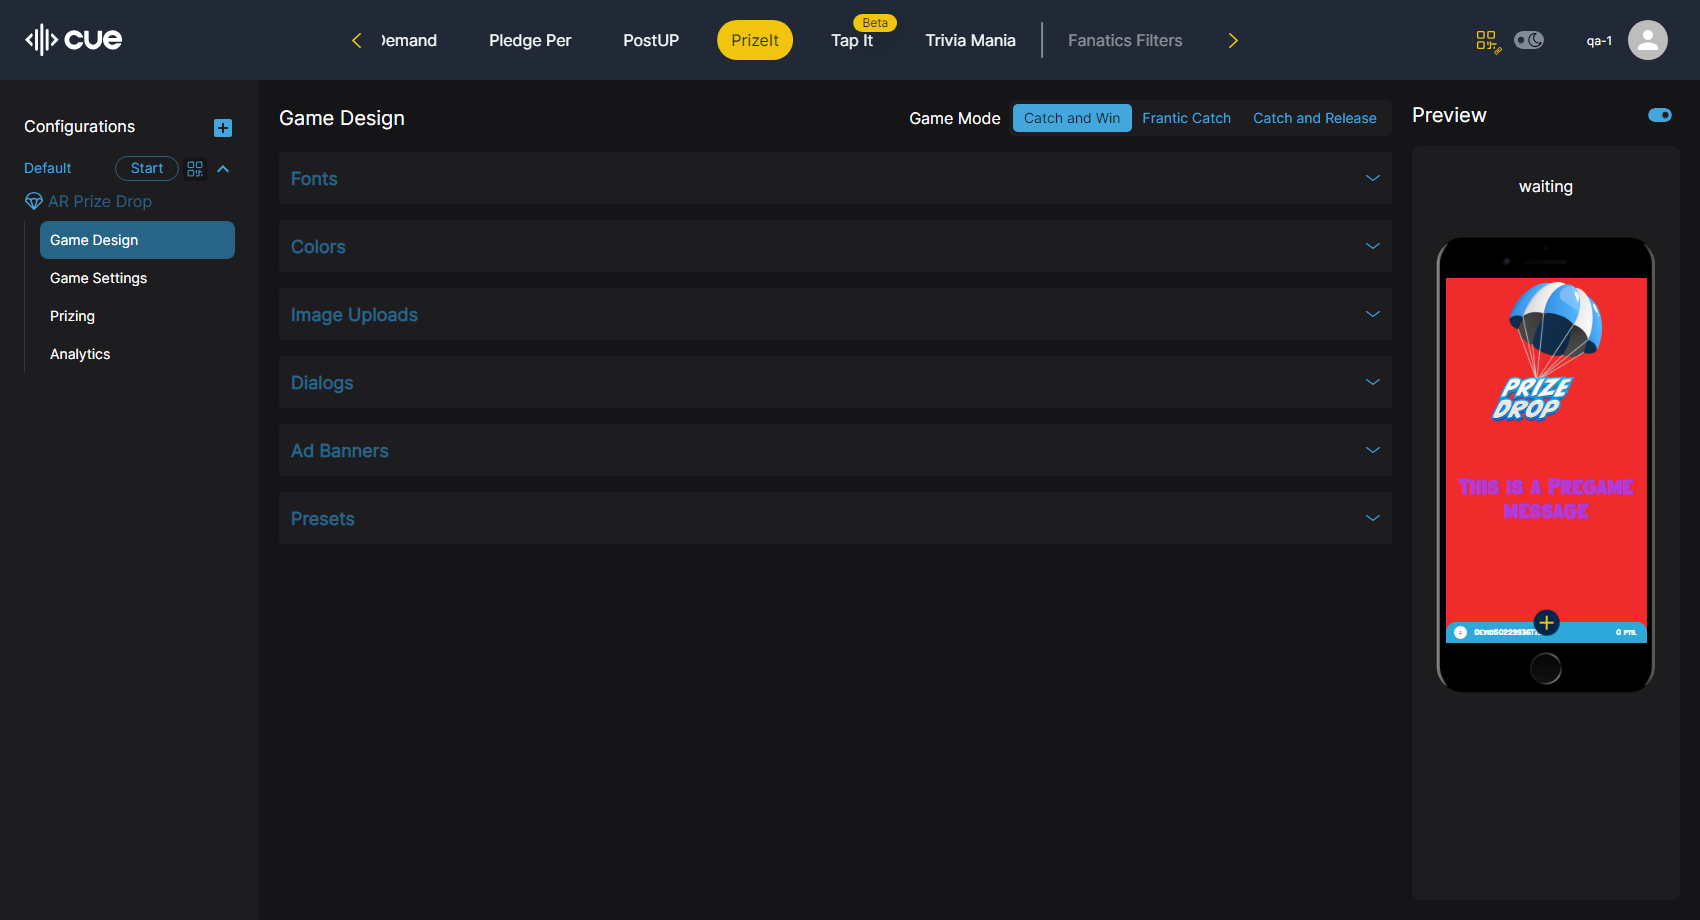 cue
Demand
Pledge Per
PostUP
PrizeIt
Beta
Tap It
Trivia Mania
Fanatics Filters
qa-1
Configurations
Default
Start
AR Prize Drop
Game Design
Game Settings
Prizing
Analytics
Game Design
Game Mode
Catch and Win
Frantic Catch
Catch and Release
Fonts
Colors
Image Uploads
Dialogs
Ad Banners
Presets
Preview
waiting
PRIZE
DROP
This is a Pregame
message
0 pts.